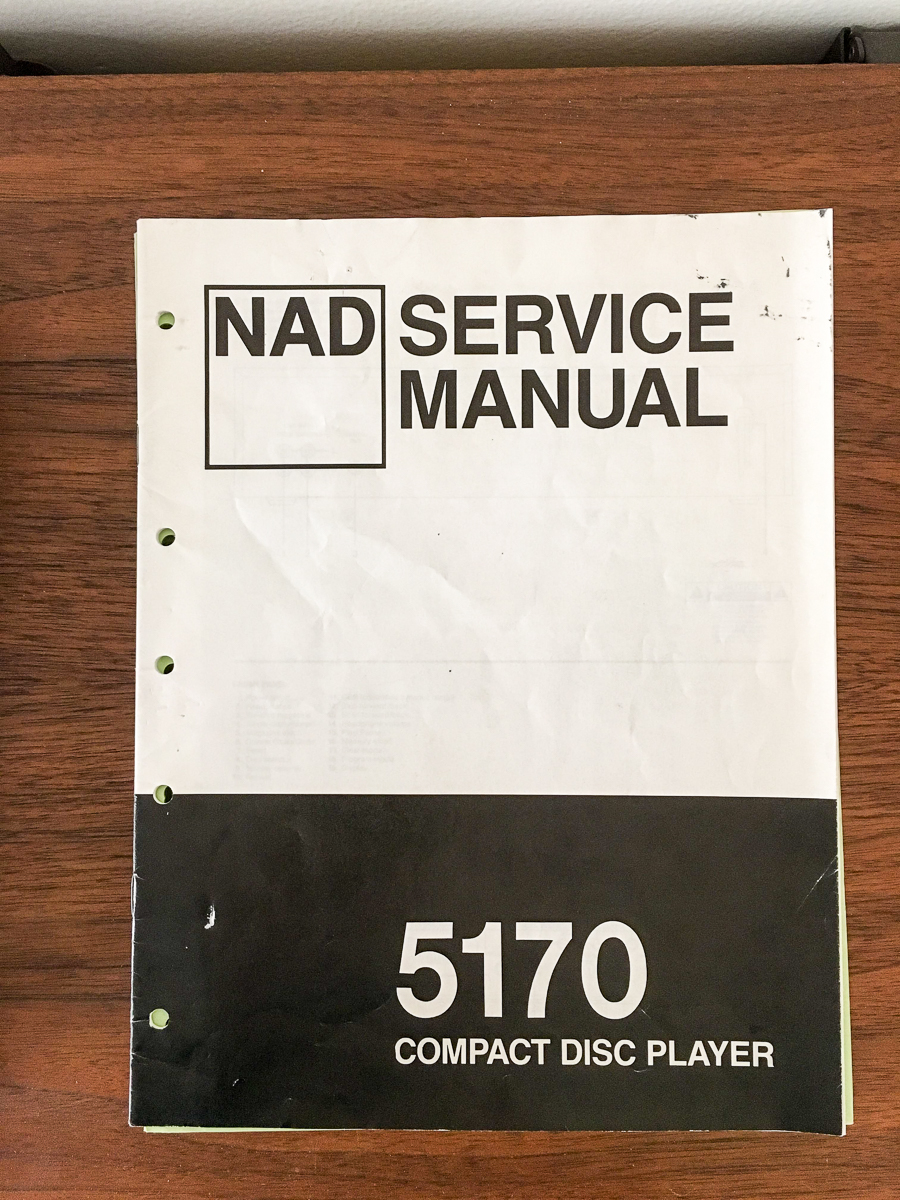 NAD
SERVICE
MANUAL
5170
COMPACT DISC PLAYER